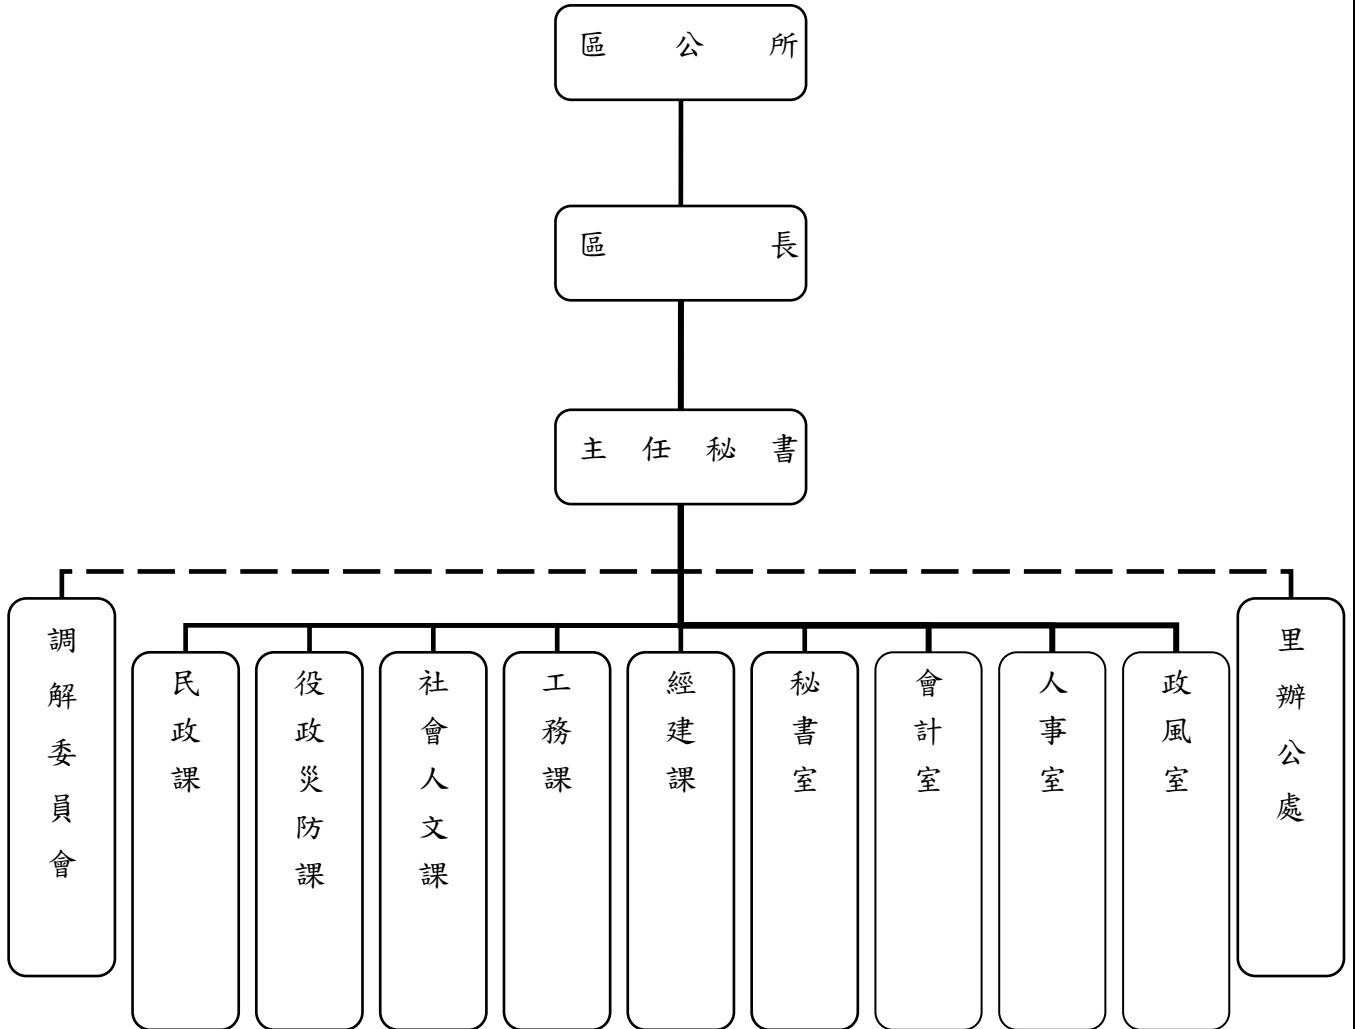 區公所
區長
主任秘書
調解委員會
民政課
役政災防課
社會人文課
工務課
經建課
秘書室
會計室
人事室
政風室
里辦公處